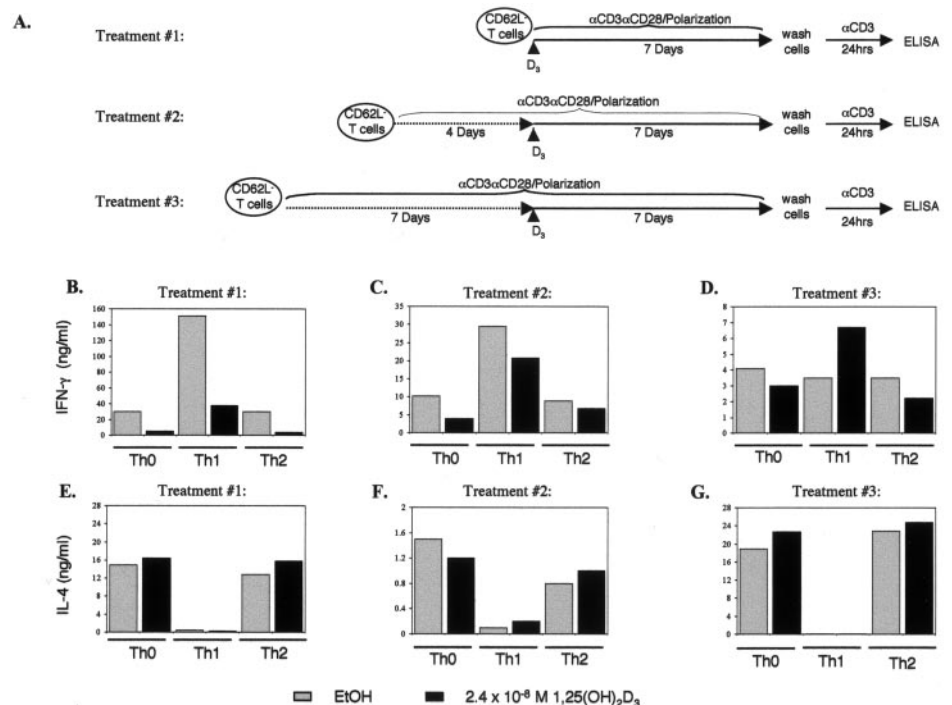 A.
Treatment #1:
CD62L-
T cells
αCD3αCD28/Polarization
7 Days
D3
wash
cells
αCD3
24hrs
ELISA
Treatment #2:
CD62L-
T cells
αCD3αCD28/Polarization
4 Days
7 Days
D3
wash
cells
αCD3
24hrs
ELISA
Treatment #3:
CD62L-
T cells
αCD3αCD28/Polarization
7 Days
7 Days
D3
wash
cells
αCD3
24hrs
ELISA
B.
Treatment #1:
IFN-γ (ng/ml)
160
140
120
100
80
60
40
20
0
Th0 Th1 Th2
C.
Treatment #2:
35
30
25
20
15
10
5
0
Th0 Th1 Th2
D.
Treatment #3:
8
7
6
5
4
3
2
1
0
Th0 Th1 Th2
E.
Treatment #1:
IL-4 (ng/ml)
28
24
20
16
12
8
4
0
Th0 Th1 Th2
F.
Treatment #2:
2
1.6
1.2
0.8
0.4
0
Th0 Th1 Th2
G.
Treatment #3:
28
24
20
16
12
8
4
0
Th0 Th1 Th2
EtOH
2.4 x 10⁻⁸ M 1,25(OH)₂D₃